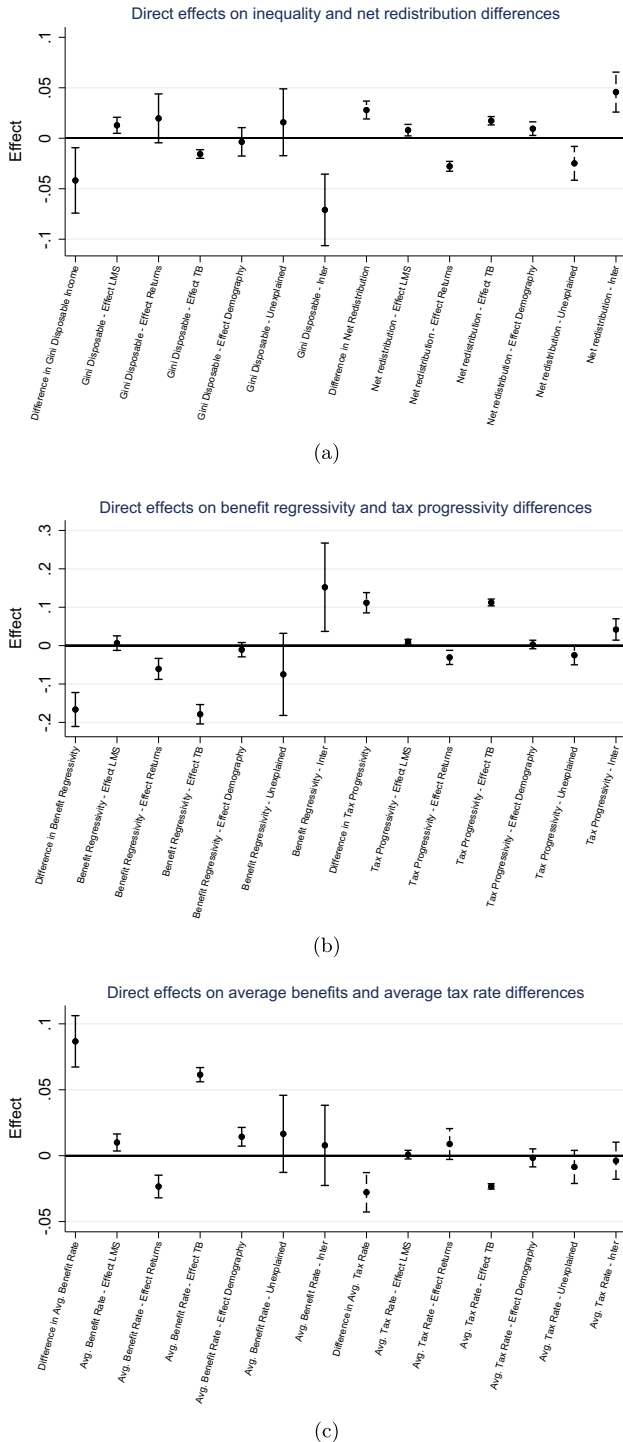 Direct effects on inequality and net redistribution differences
Effect
.1
.05
0
-.05
-.1
Difference in Gini Disposable Income
Gini Disposable - Effect LMS
Gini Disposable - Effect Returns
Gini Disposable - Effect TB
Gini Disposable - Effect Demography
Gini Disposable - Unexplained
Gini Disposable - Inter
Difference in Net Redistribution
Net redistribution - Effect LMS
Net redistribution - Effect Returns
Net redistribution - Effect TB
Net redistribution - Effect Demography
Net redistribution - Unexplained
Net redistribution - Inter
(a)
Direct effects on benefit regressivity and tax progressivity differences
Effect
.3
.2
.1
0
-.1
-.2
Difference in Benefit Regressivity
Benefit Regressivity - Effect LMS
Benefit Regressivity - Effect Returns
Benefit Regressivity - Effect TB
Benefit Regressivity - Effect Demography
Benefit Regressivity - Unexplained
Benefit Regressivity - Inter
Difference in Tax Progressivity
Tax Progressivity - Effect LMS
Tax Progressivity - Effect Returns
Tax Progressivity - Effect TB
Tax Progressivity - Effect Demography
Tax Progressivity - Unexplained
Tax Progressivity - Inter
(b)
Direct effects on average benefits and average tax rate differences
Effect
.1
.05
0
-.05
Difference in Avg. Benefit Rate
Avg. Benefit Rate - Effect LMS
Avg. Benefit Rate - Effect Returns
Avg. Benefit Rate - Effect TB
Avg. Benefit Rate - Effect Demography
Avg. Benefit Rate - Unexplained
Avg. Benefit Rate - Inter
Difference in Avg. Tax Rate
Avg. Tax Rate - Effect LMS
Avg. Tax Rate - Effect Returns
Avg. Tax Rate - Effect TB
Avg. Tax Rate - Effect Demography
Avg. Tax Rate - Unexplained
Avg. Tax Rate - Inter
(c)